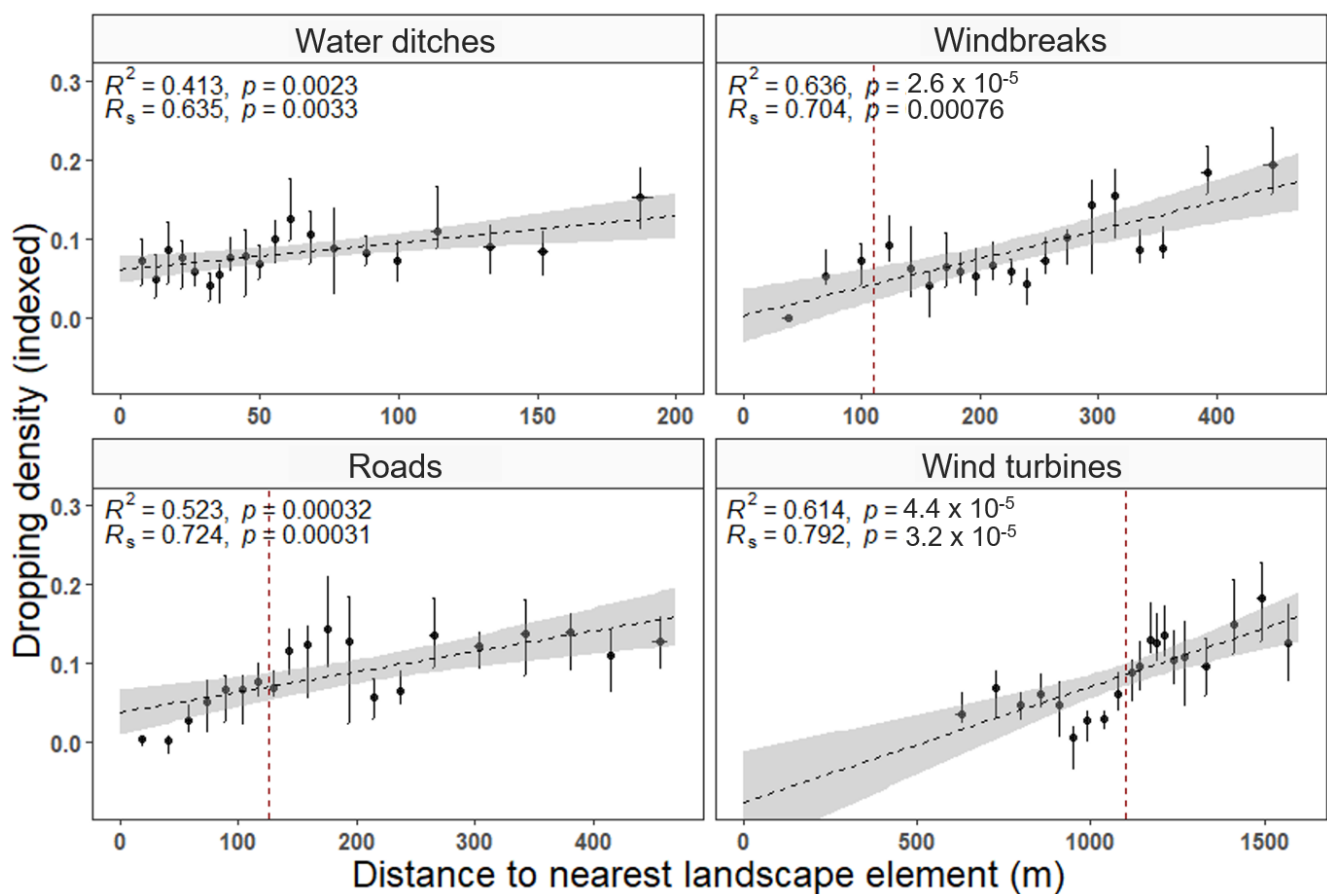 Water ditches
R² = 0.413, p = 0.0023
Rₛ = 0.635, p = 0.0033
Windbreaks
R² = 0.636, p = 2.6 x 10⁻⁵
Rₛ = 0.704, p = 0.00076
0.3
0.2
0.1
0.0
0 50 100 150 200
0 100 200 300 400
Roads
R² = 0.523, p = 0.00032
Rₛ = 0.724, p = 0.00031
Wind turbines
R² = 0.614, p = 4.4 x 10⁻⁵
Rₛ = 0.792, p = 3.2 x 10⁻⁵
0.3
0.2
0.1
0.0
0 100 200 300 400
0 500 1000 1500
Dropping density (indexed)
Distance to nearest landscape element (m)